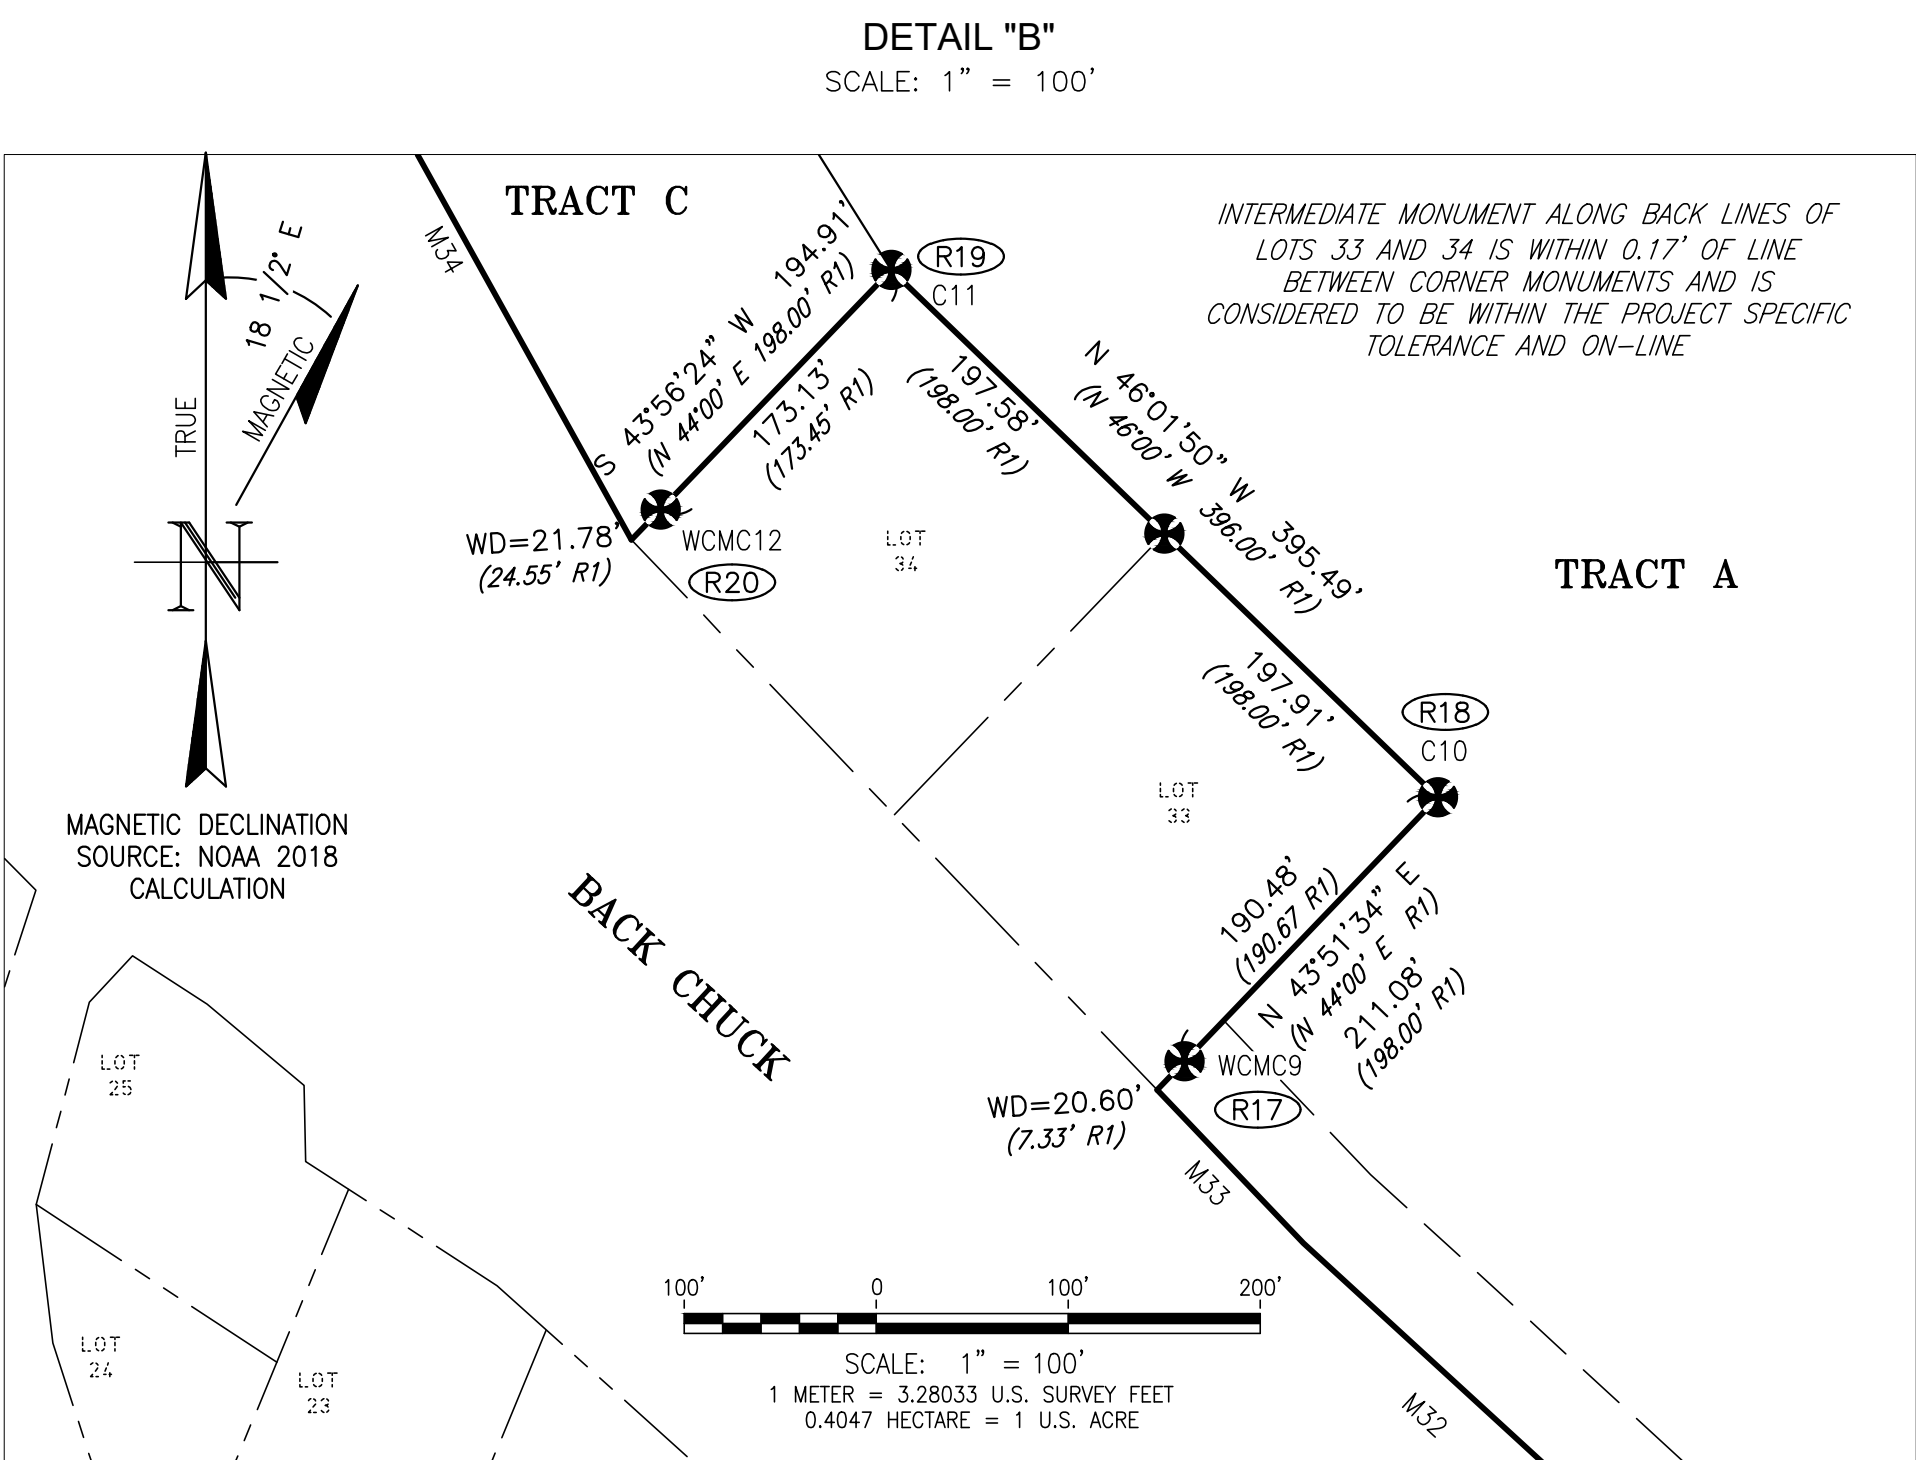 DETAIL "B"
SCALE: 1" = 100'
TRACT C
INTERMEDIATE MONUMENT ALONG BACK LINES OF
LOTS 33 AND 34 IS WITHIN 0.17' OF LINE
BETWEEN CORNER MONUMENTS AND IS
CONSIDERED TO BE WITHIN THE PROJECT SPECIFIC
TOLERANCE AND ON-LINE
M34
R19
C11
18 1/2° E
TRUE
MAGNETIC
N
MAGNETIC DECLINATION
SOURCE: NOAA 2018
CALCULATION
S 43°56'24" W 194.91'
(N 44°00' E 198.00' R1)
173.13'
(173.45' R1)
197.58'
(198.00' R1)
N 46°01'50" W 395.49'
(N 46°00' W 396.00' R1)
WD=21.78'
(24.55' R1)
WCMC12
R20
LOT
34
TRACT A
197.91'
(198.00' R1)
R18
C10
LOT
33
190.48'
(190.67 R1)
N 43°51'34" E
(N 44°00' E R1)
211.08'
(198.00' R1)
BACK CHUCK
WCMC9
R17
WD=20.60'
(7.33' R1)
M33
LOT
25
LOT
24
LOT
23
100' 0 100' 200'
SCALE: 1" = 100'
1 METER = 3.28033 U.S. SURVEY FEET
0.4047 HECTARE = 1 U.S. ACRE
M32